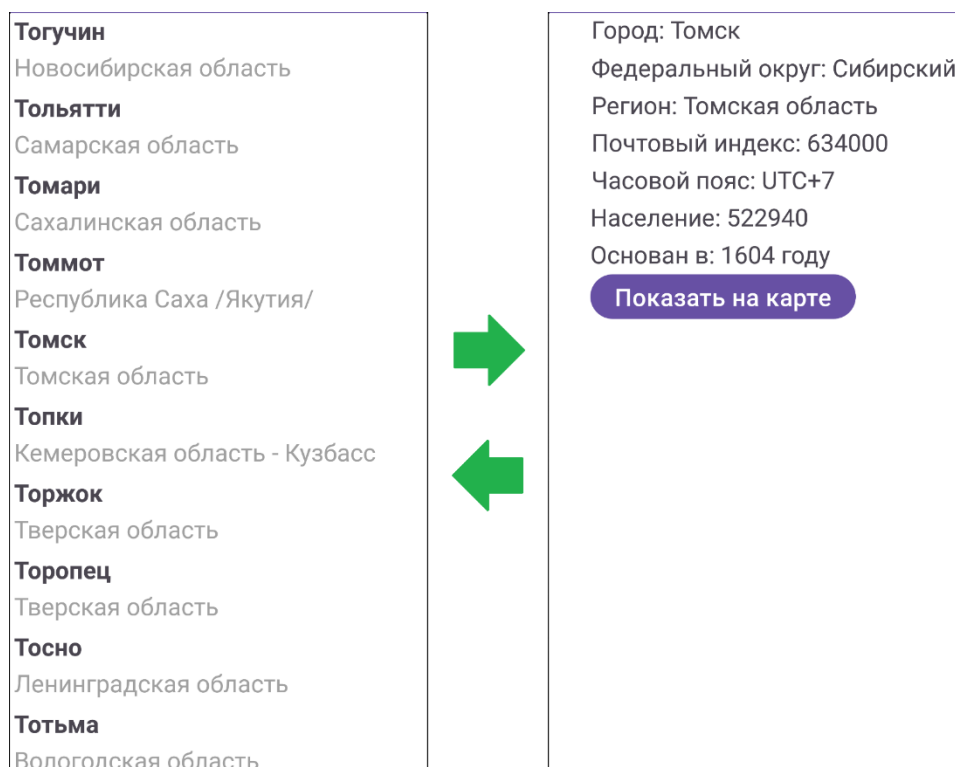 Тогучин
Новосибирская область
Тольятти
Самарская область
Томари
Сахалинская область
Томмот
Республика Саха /Якутия/
Томск
Томская область
Топки
Кемеровская область - Кузбасс
Торжок
Тверская область
Торопец
Тверская область
Тосно
Ленинградская область
Тотьма
Вологодская область
Город: Томск
Федеральный округ: Сибирский
Регион: Томская область
Почтовый индекс: 634000
Часовой пояс: UTC+7
Население: 522940
Основан в: 1604 году
Показать на карте